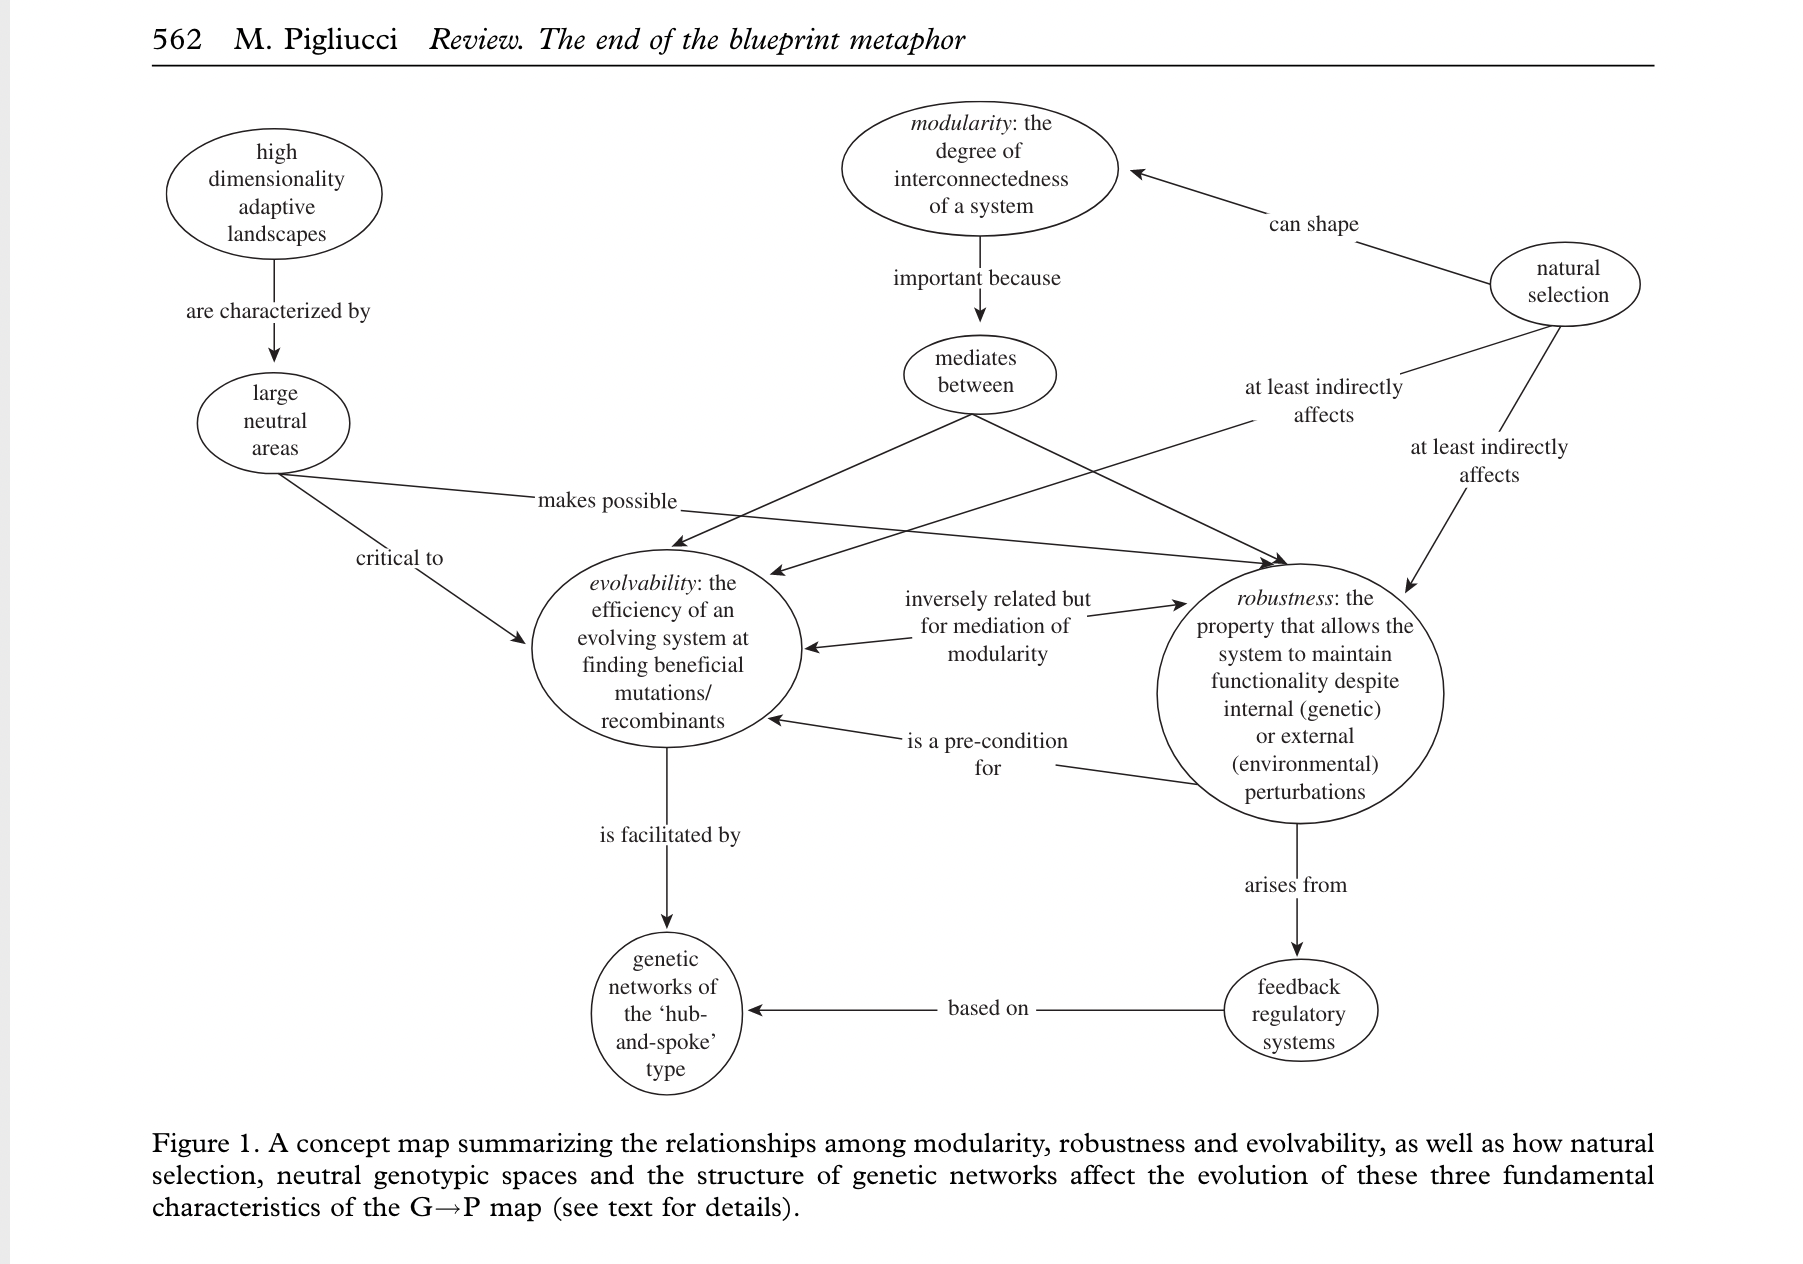 562 M. Pigliucci Review. The end of the blueprint metaphor
high
dimensionality
adaptive
landscapes
are characterized by
large
neutral
areas
makes possible
critical to
modularity: the
degree of
interconnectedness
of a system
important because
mediates
between
can shape
natural
selection
at least indirectly
affects
at least indirectly
affects
evolvability: the
efficiency of an
evolving system at
finding beneficial
mutations/
recombinants
inversely related but
for mediation of
modularity
is a pre-condition
for
robustness: the
property that allows the
system to maintain
functionality despite
internal (genetic)
or external
(environmental)
perturbations
is facilitated by
arises from
genetic
networks of
the ‘hub-
and-spoke’
type
based on
feedback
regulatory
systems
Figure 1. A concept map summarizing the relationships among modularity, robustness and evolvability, as well as how natural
selection, neutral genotypic spaces and the structure of genetic networks affect the evolution of these three fundamental
characteristics of the G→P map (see text for details).